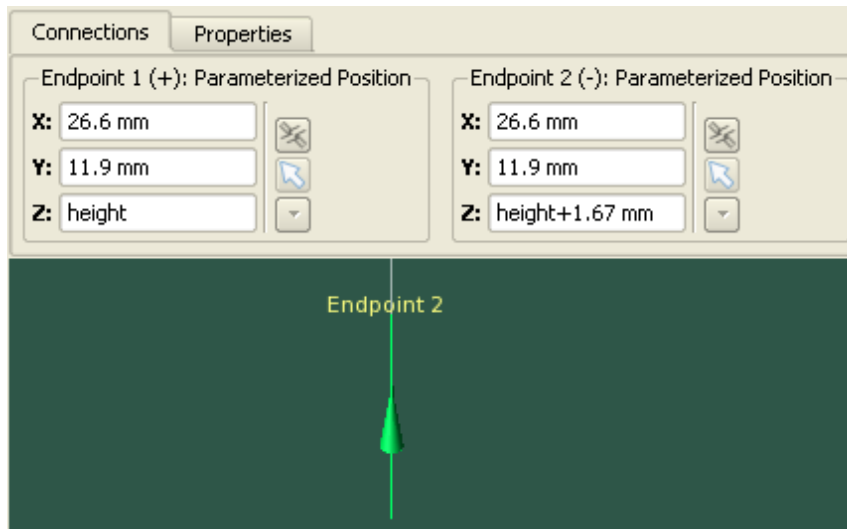 Connections Properties
Endpoint 1 (+): Parameterized Position Endpoint 2 (-): Parameterized Position
X: 26.6 mm X: 26.6 mm
Y: 11.9 mm Y: 11.9 mm
Z: height Z: height+1.67 mm
Endpoint 2